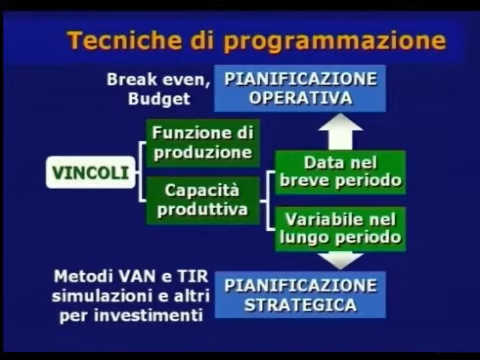 Tecniche di programmazione
Break even,
Budget
PIANIFICAZIONE
OPERATIVA
Funzione di
produzione
VINCOLI
Capacità
produttiva
Data nel
breve periodo
Variabile nel
lungo periodo
Metodi VAN e TIR
simulazioni e altri
per investimenti
PIANIFICAZIONE
STRATEGICA